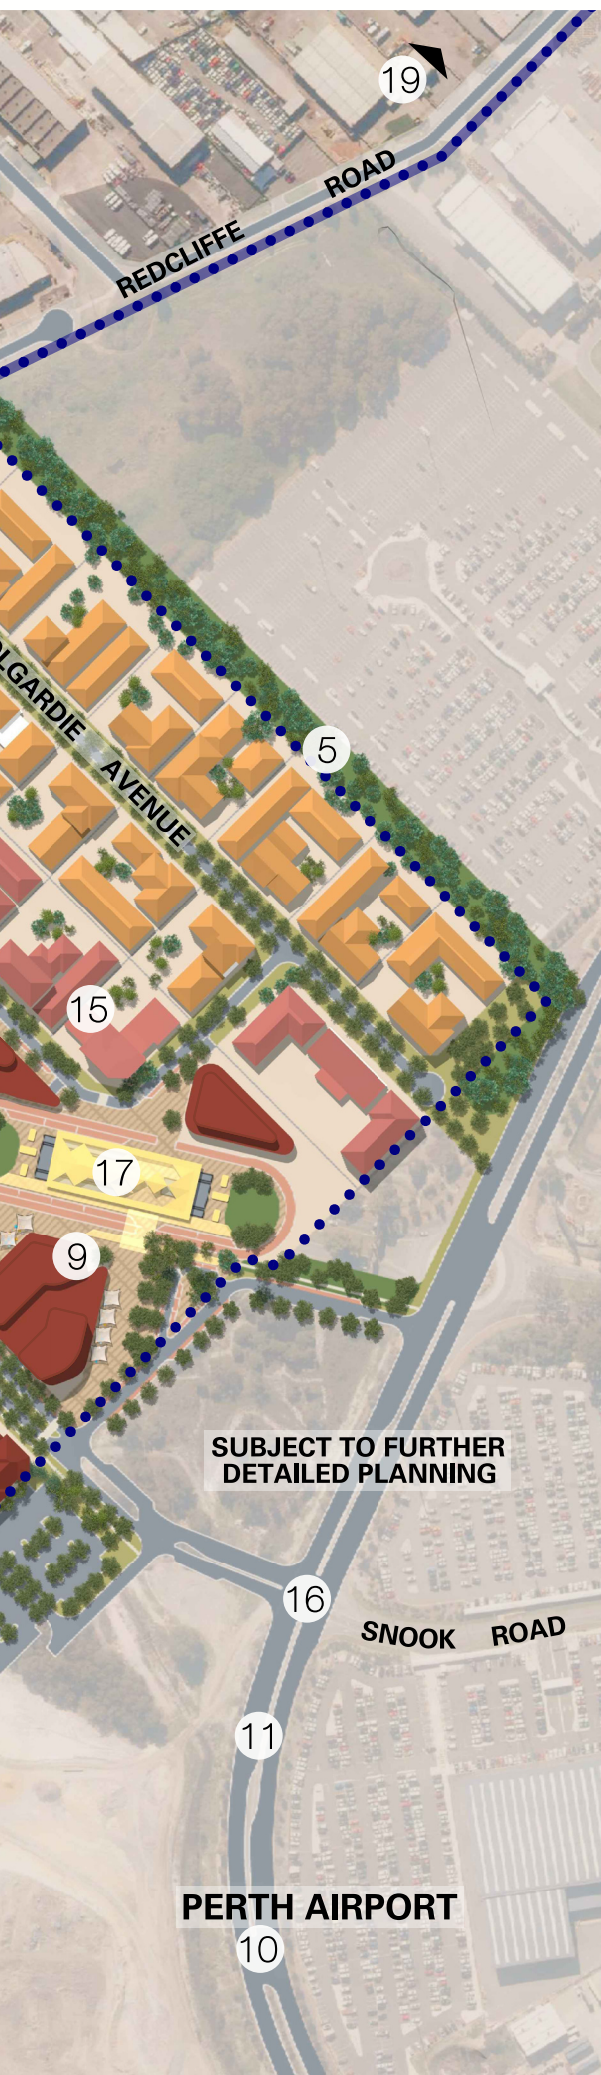 19
REDCLIFFE ROAD
OLGARDIE AVENUE
5
15
17
9
SUBJECT TO FURTHER
DETAILED PLANNING
16
SNOOK ROAD
11
PERTH AIRPORT
10